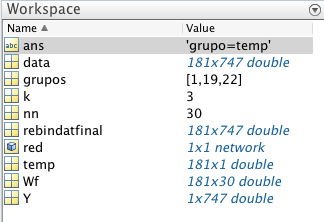 Workspace
Name Value
abc ans 'grupo=temp'
data 181x747 double
grupos [1,19,22]
k 3
nn 30
rebindatfinal 181x747 double
red 1x1 network
temp 181x1 double
Wf 181x30 double
Y 1x747 double